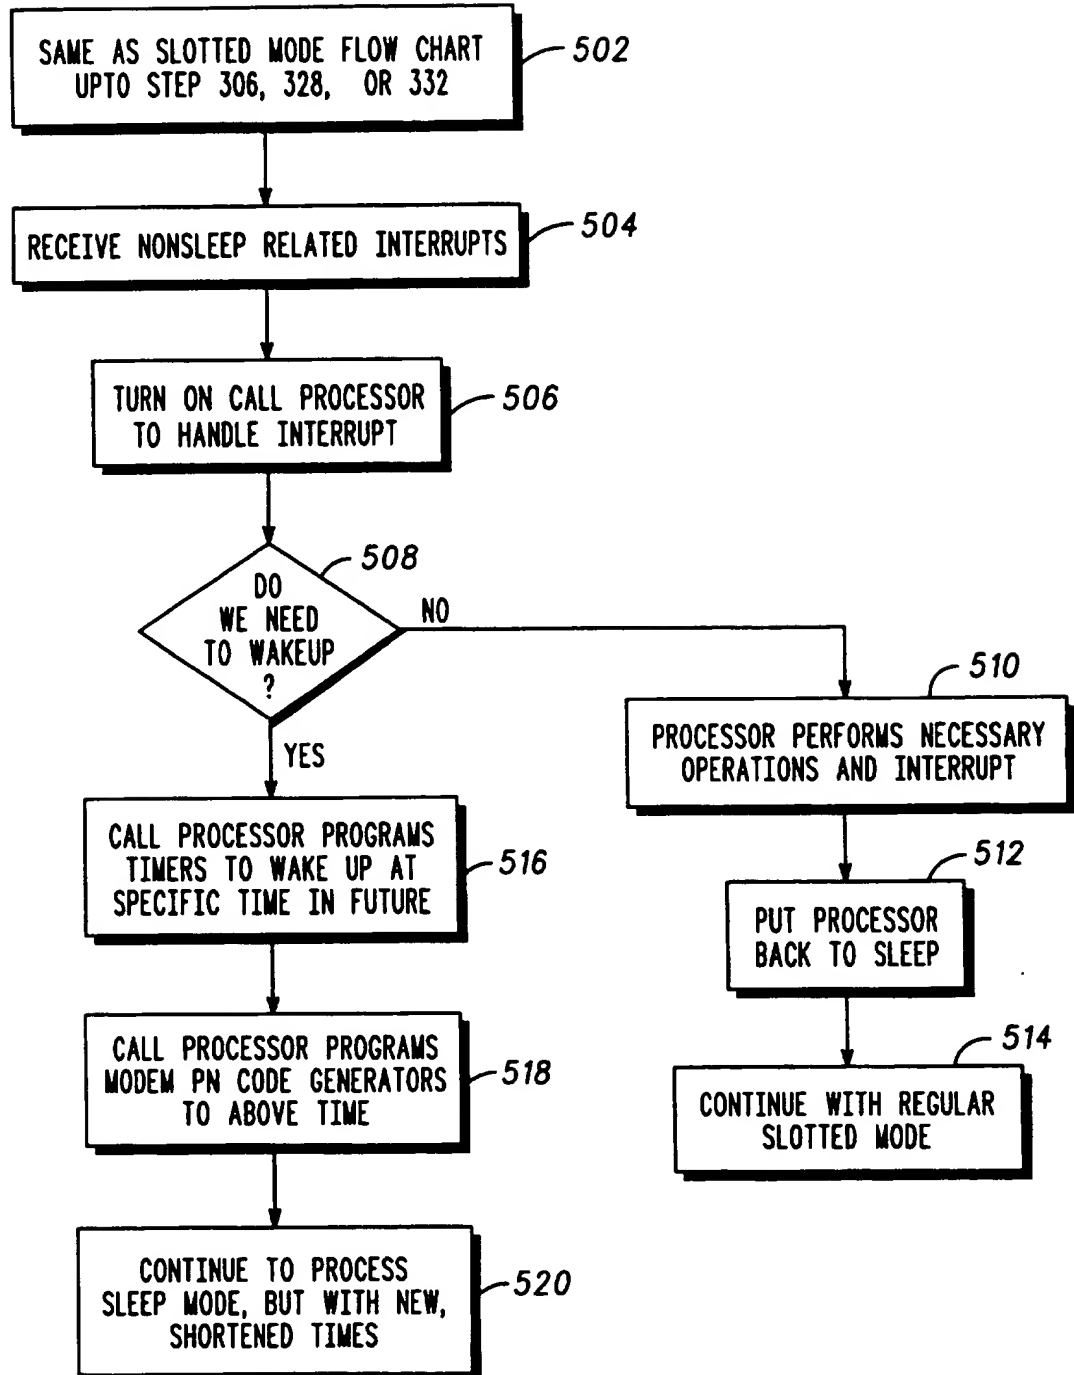 SAME AS SLOTTED MODE FLOW CHART
UPTO STEP 306, 328, OR 332
502
RECEIVE NONSLEEP RELATED INTERRUPTS
504
TURN ON CALL PROCESSOR
TO HANDLE INTERRUPT
506
508
DO
WE NEED
TO WAKEUP
?
NO
YES
510
PROCESSOR PERFORMS NECESSARY
OPERATIONS AND INTERRUPT
512
PUT PROCESSOR
BACK TO SLEEP
514
CONTINUE WITH REGULAR
SLOTTED MODE
CALL PROCESSOR PROGRAMS
TIMERS TO WAKE UP AT
SPECIFIC TIME IN FUTURE
516
CALL PROCESSOR PROGRAMS
MODEM PN CODE GENERATORS
TO ABOVE TIME
518
CONTINUE TO PROCESS
SLEEP MODE, BUT WITH NEW,
SHORTENED TIMES
520